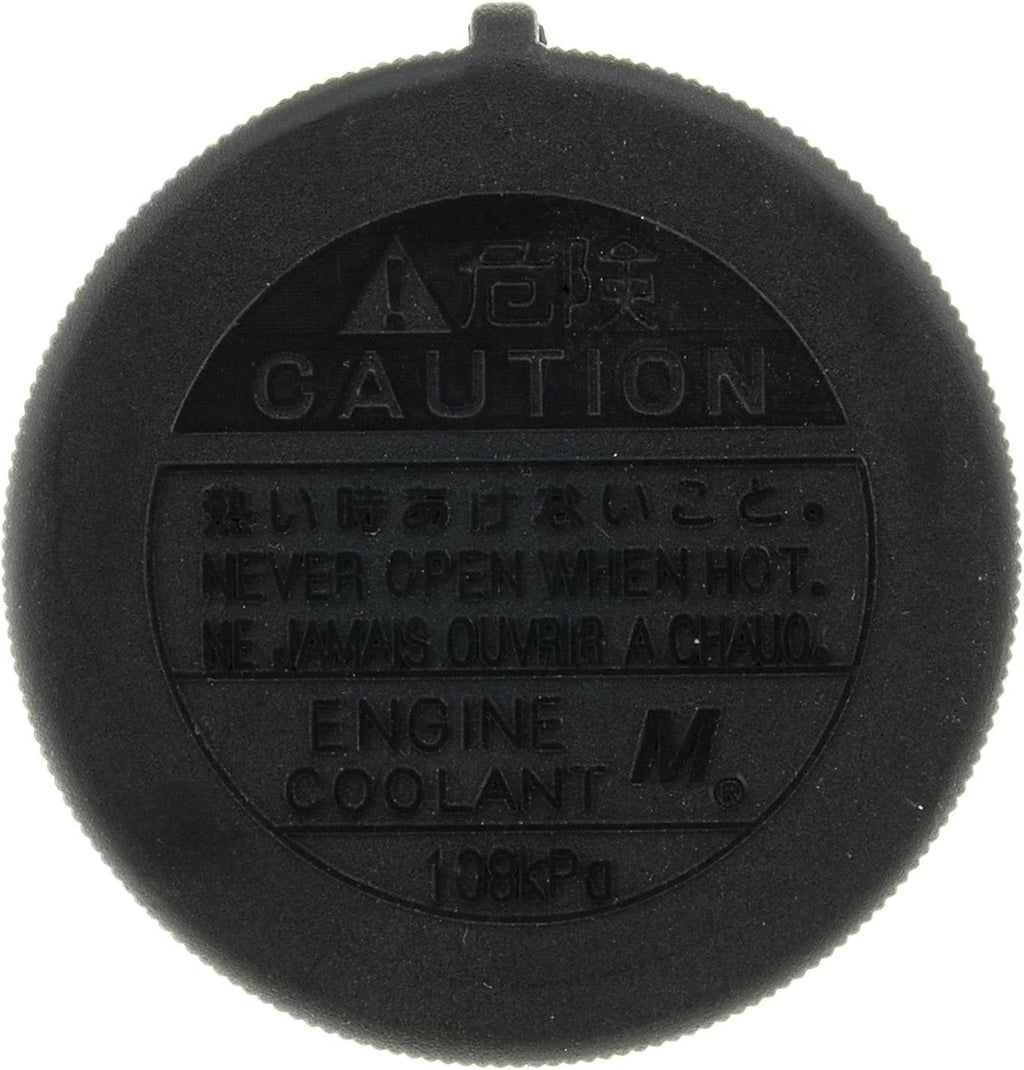 危険
CAUTION
熱い時あけないこと。
NEVER OPEN WHEN HOT.
NE JAMAIS OUVRIR A CHAUD.
ENGINE
COOLANT
M®
108kPa